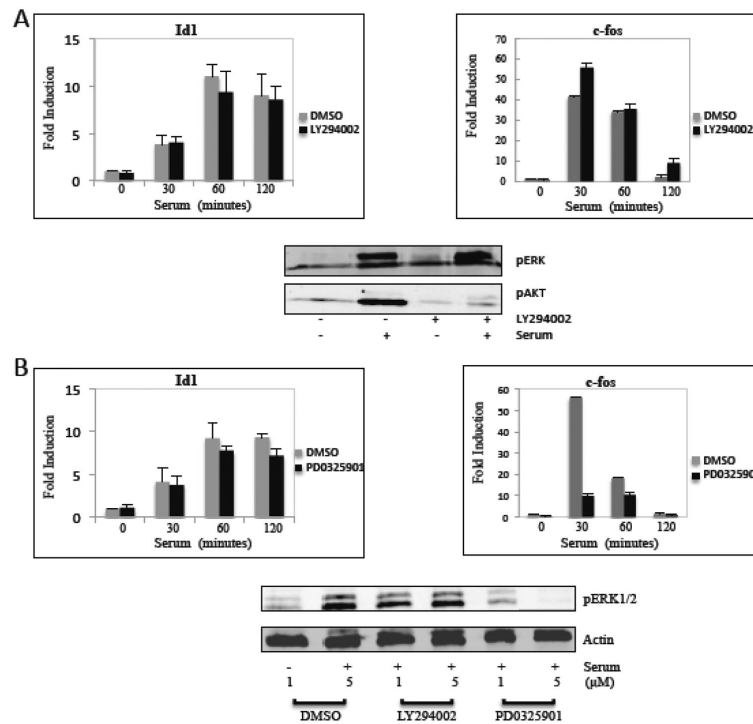 A
Id1
15
10
5
0
Fold Induction
0 30 60 120
Serum (minutes)
DMSO
LY294002
c-fos
70
60
50
40
30
20
10
0
Fold Induction
0 30 60 120
Serum (minutes)
DMSO
LY294002
pERK
pAKT
- - + + LY294002
- + - + Serum
B
Id1
15
10
5
0
Fold Induction
0 30 60 120
Serum (minutes)
DMSO
PD0325901
c-fos
60
50
40
30
20
10
0
Fold Induction
0 30 60 120
Serum (minutes)
DMSO
PD032590
pERK1/2
Actin
- + + + + + Serum
1 5 1 5 1 5 (µM)
DMSO LY294002 PD0325901